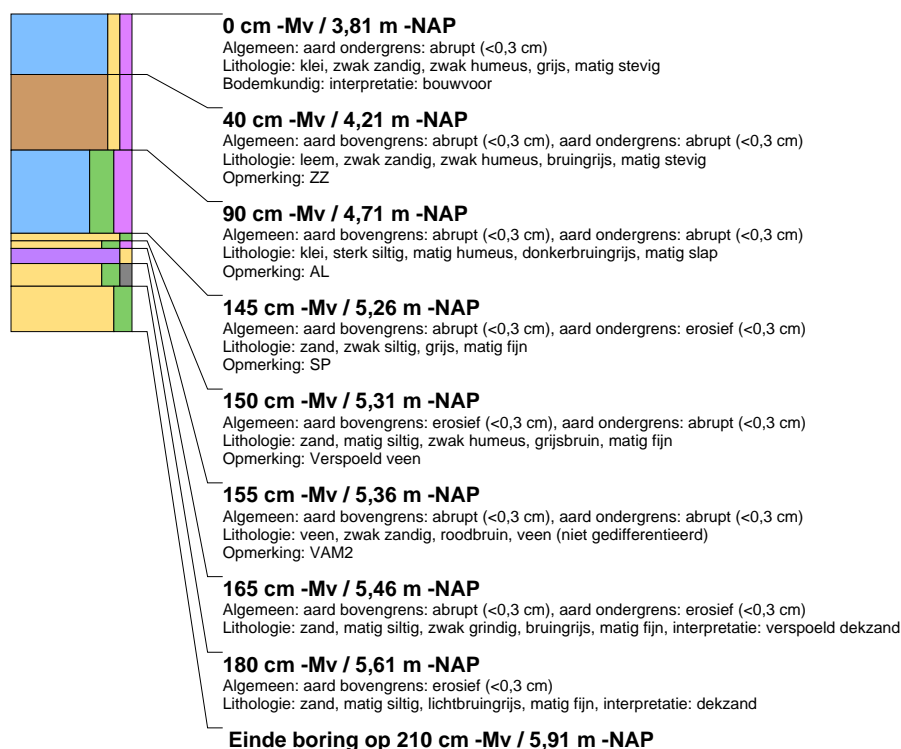 0 cm -Mv / 3,81 m -NAP
Algemeen: aard ondergrens: abrupt (<0,3 cm)
Lithologie: klei, zwak zandig, zwak humeus, grijs, matig stevig
Bodemkundig: interpretatie: bouwvoor
40 cm -Mv / 4,21 m -NAP
Algemeen: aard bovengrens: abrupt (<0,3 cm), aard ondergrens: abrupt (<0,3 cm)
Lithologie: leem, zwak zandig, zwak humeus, bruingrijs, matig stevig
Opmerking: ZZ
90 cm -Mv / 4,71 m -NAP
Algemeen: aard bovengrens: abrupt (<0,3 cm), aard ondergrens: abrupt (<0,3 cm)
Lithologie: klei, sterk siltig, matig humeus, donkerbruingrijs, matig slap
Opmerking: AL
145 cm -Mv / 5,26 m -NAP
Algemeen: aard bovengrens: abrupt (<0,3 cm), aard ondergrens: erosief (<0,3 cm)
Lithologie: zand, zwak siltig, grijs, matig fijn
Opmerking: SP
150 cm -Mv / 5,31 m -NAP
Algemeen: aard bovengrens: erosief (<0,3 cm), aard ondergrens: abrupt (<0,3 cm)
Lithologie: zand, matig siltig, zwak humeus, grijsbruin, matig fijn
Opmerking: Verspoeld veen
155 cm -Mv / 5,36 m -NAP
Algemeen: aard bovengrens: abrupt (<0,3 cm), aard ondergrens: abrupt (<0,3 cm)
Lithologie: veen, zwak zandig, roodbruin, veen (niet gedifferentieerd)
Opmerking: VAM2
165 cm -Mv / 5,46 m -NAP
Algemeen: aard bovengrens: abrupt (<0,3 cm), aard ondergrens: erosief (<0,3 cm)
Lithologie: zand, matig siltig, zwak grindig, bruingrijs, matig fijn, interpretatie: verspoeld dekzand
180 cm -Mv / 5,61 m -NAP
Algemeen: aard bovengrens: erosief (<0,3 cm)
Lithologie: zand, matig siltig, lichtbruingrijs, matig fijn, interpretatie: dekzand
Einde boring op 210 cm -Mv / 5,91 m -NAP